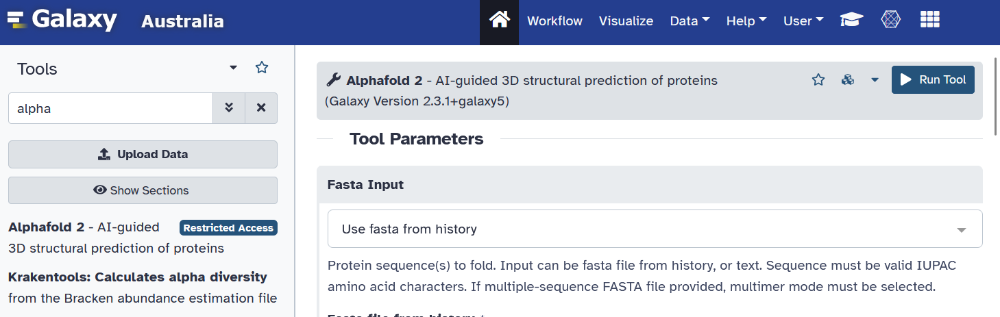 Galaxy Australia
Workflow Visualize Data Help User
Tools
alpha
Upload Data
Show Sections
Alphafold 2 - AI-guided Restricted Access
3D structural prediction of proteins
Krakentools: Calculates alpha diversity
from the Bracken abundance estimation file
Alphafold 2 - AI-guided 3D structural prediction of proteins
(Galaxy Version 2.3.1+galaxy5)
Run Tool
Tool Parameters
Fasta Input
Use fasta from history
Protein sequence(s) to fold. Input can be fasta file from history, or text. Sequence must be valid IUPAC
amino acid characters. If multiple-sequence FASTA file provided, multimer mode must be selected.
Fasta file from history *